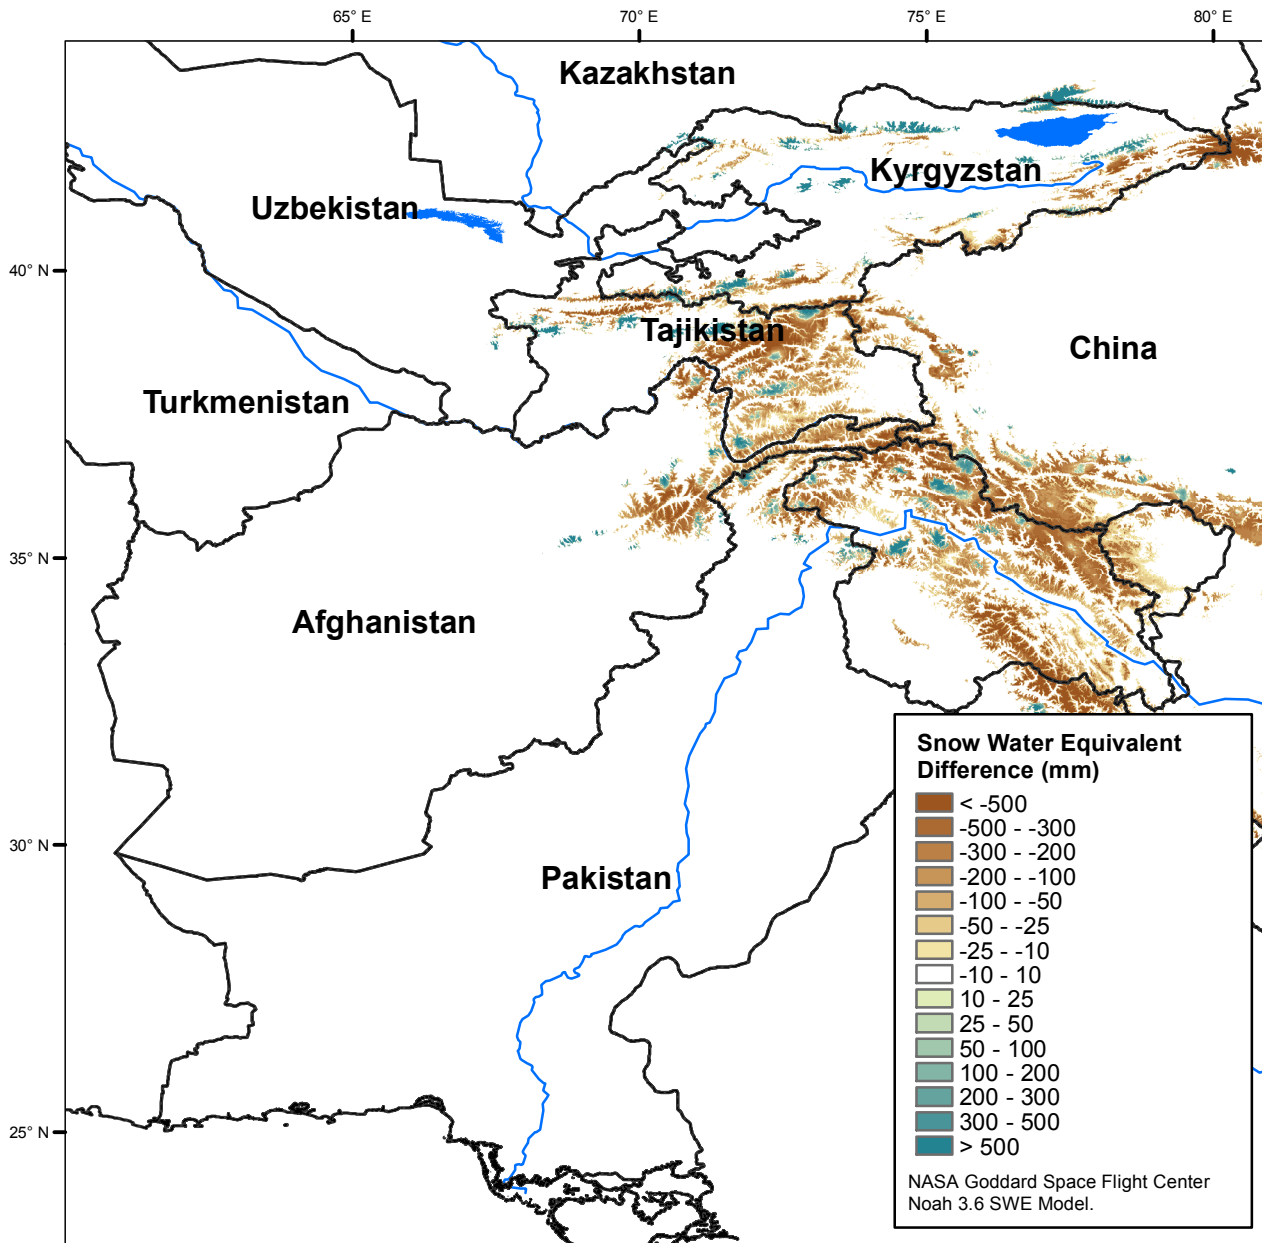 65° E
70° E
75° E
80° E
Kazakhstan
Kyrgyzstan
Uzbekistan
40° N
Tajikistan
China
Turkmenistan
35° N
Afghanistan
Snow Water Equivalent
Difference (mm)
< -500
-500 - -300
30° N
-300 - -200
Pakistan
-200 - -100
-100 - -50
-50 - -25
-25 - -10
-10 - 10
10 - 25
25 - 50
50 - 100
100 - 200
200 - 300
300 - 500
25° N
> 500
NASA Goddard Space Flight Center
Noah 3.6 SWE Model.